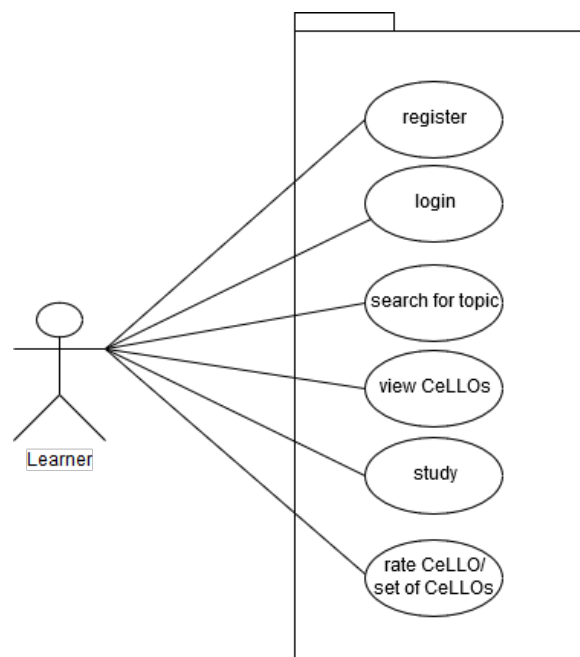 register
login
search for topic
view CeLLOs
Learner
study
rate CeLLO/
set of CeLLOs